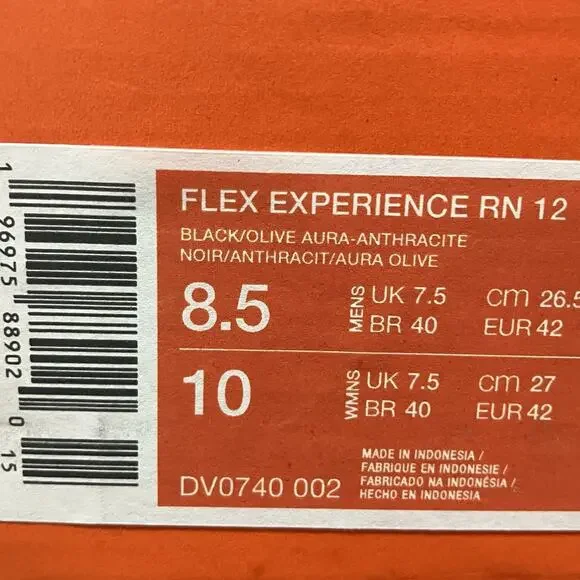 FLEX EXPERIENCE RN 12
BLACK/OLIVE AURA-ANTHRACITE
NOIR/ANTHRACIT/AURA OLIVE
8.5
MENS
UK 7.5
cm 26.5
BR 40
EUR 42
10
WMNS
UK 7.5
cm 27
BR 40
EUR 42
MADE IN INDONESIA /
FABRIQUE EN INDONESIE /
FABRICADO NA INDONÉSIA /
HECHO EN INDONESIA
DV0740 002
1 96975 88902 0 15